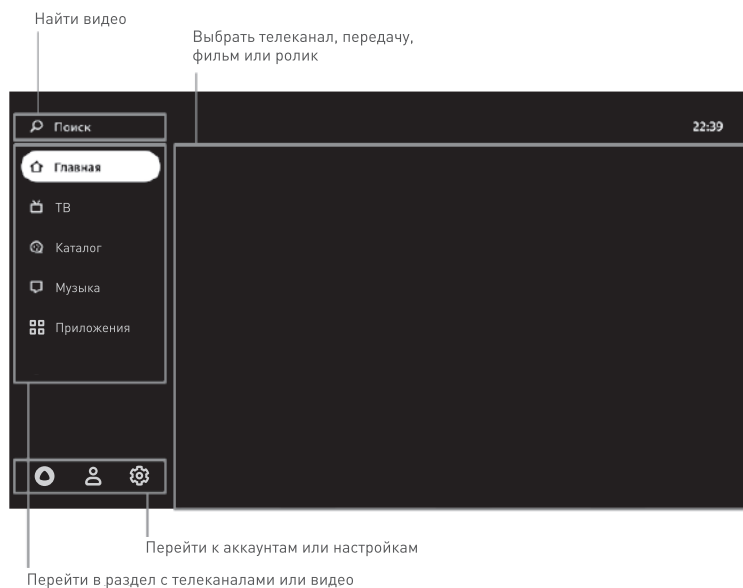 Найти видео
Выбрать телеканал, передачу,
фильм или ролик
Поиск
22:39
Главная
ТВ
Каталог
Музыка
Приложения
Перейти к аккаунтам или настройкам
Перейти в раздел с телеканалами или видео